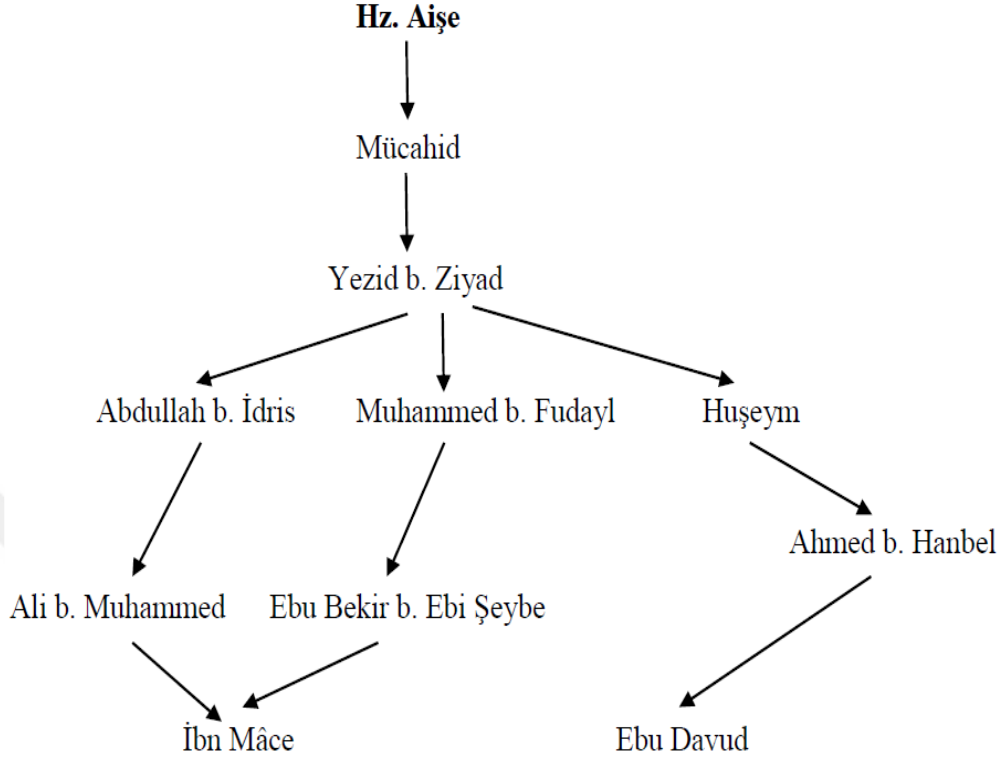 Hz. Aişe
Mücahid
Yezid b. Ziyad
Abdullah b. İdris Muhammed b. Fudayl Huşeym
Ahmed b. Hanbel
Ali b. Muhammed Ebu Bekir b. Ebi Şeybe
İbn Mâce Ebu Davud